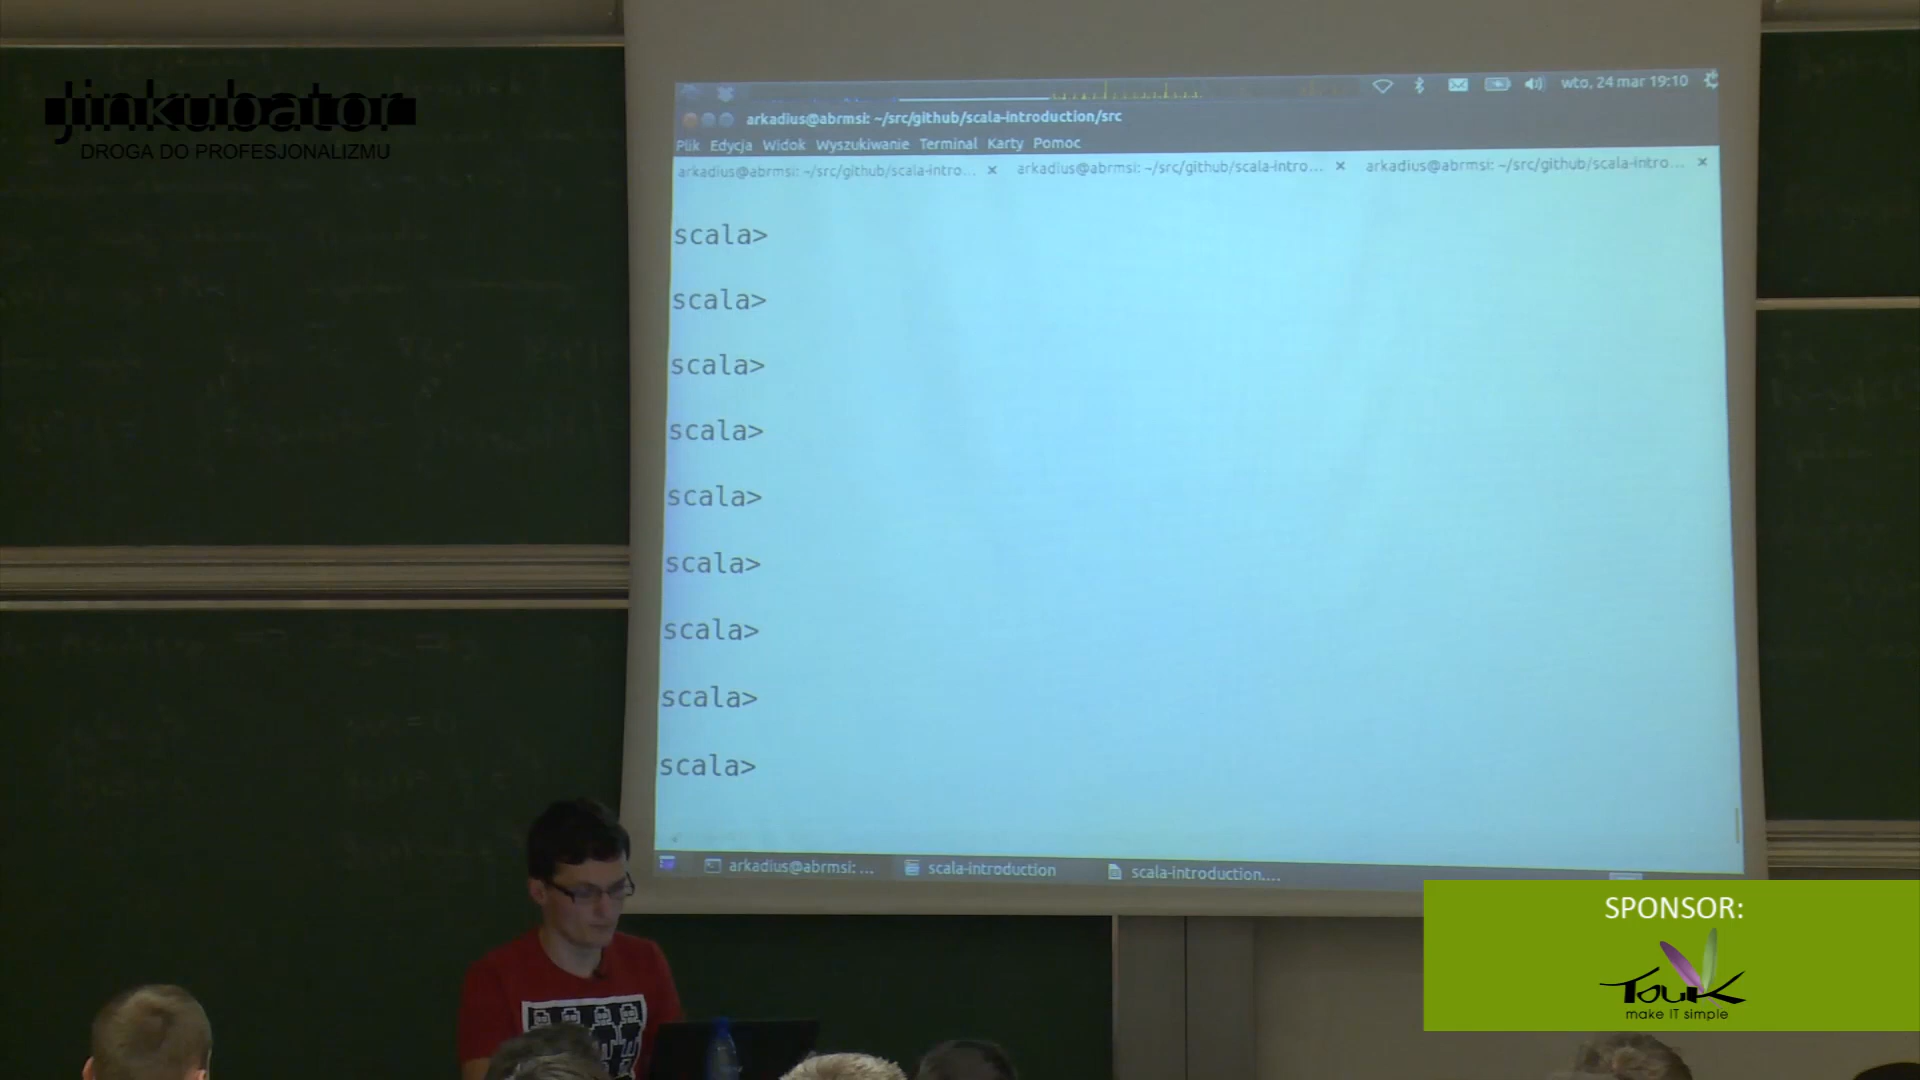 Jinkubator
DROGA DO PROFESJONALIZMU
wto, 24 mar 19:10
arkadius@abrmsi: ~/src/github/scala-introduction/src
Plik Edycja Widok Wyszukiwanie Terminal Karty Pomoc
arkadius@abrmsi: ~/src/github/scala-intro... × arkadius@abrmsi: ~/src/github/scala-intro... × arkadius@abrmsi: ~/src/github/scala-intro... ×
scala>
scala>
scala>
scala>
scala>
scala>
scala>
scala>
scala>
arkadius@abrmsi: ... scala-introduction scala-introduction....
SPONSOR:
TouK
make IT simple